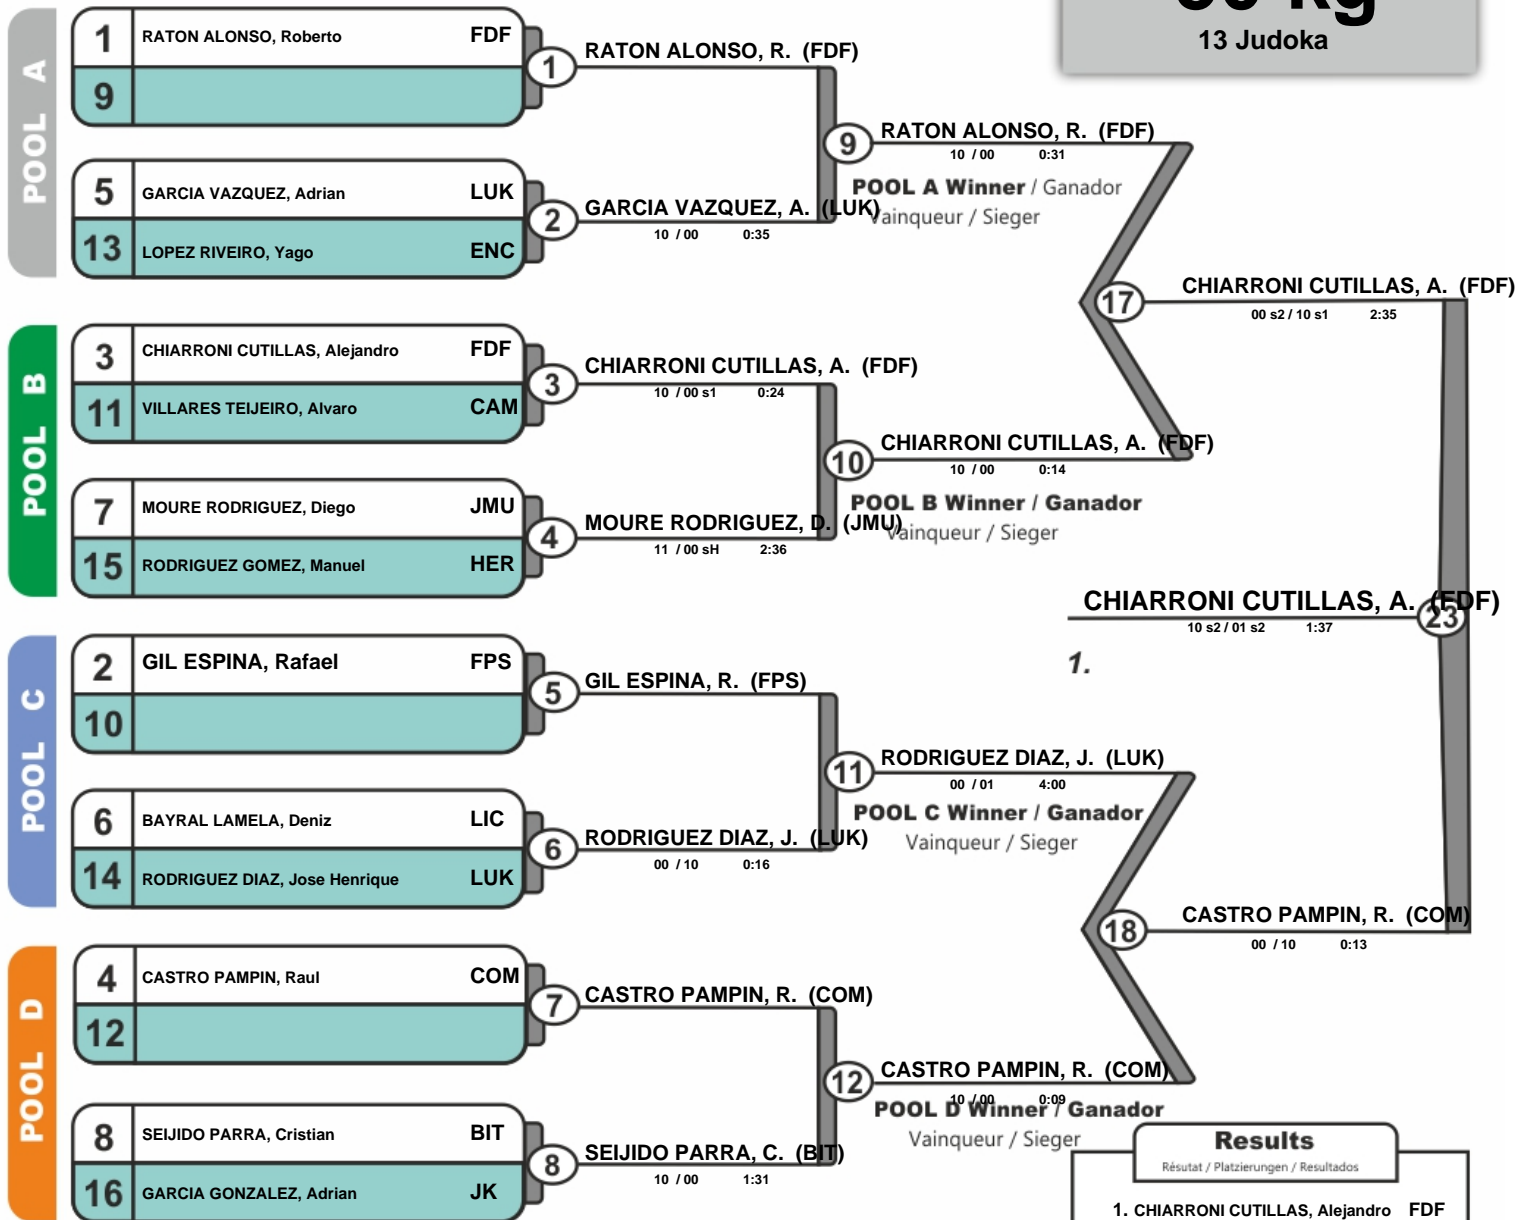 kg
13 Judoka
POOL A
1 RATON ALONSO, Roberto FDF
9
1 RATON ALONSO, R. (FDF)
5 GARCIA VAZQUEZ, Adrian LUK
13 LOPEZ RIVEIRO, Yago ENC
2 GARCIA VAZQUEZ, A. (LUK)
10 / 00 0:35
9 RATON ALONSO, R. (FDF)
10 / 00 0:31
POOL A Winner / Ganador
Vainqueur / Sieger
POOL B
3 CHIARRONI CUTILLAS, Alejandro FDF
11 VILLARES TEIJEIRO, Alvaro CAM
3 CHIARRONI CUTILLAS, A. (FDF)
10 / 00 s1 0:24
7 MOURE RODRIGUEZ, Diego JMU
15 RODRIGUEZ GOMEZ, Manuel HER
4 MOURE RODRIGUEZ, D. (JMU)
11 / 00 sH 2:36
10 CHIARRONI CUTILLAS, A. (FDF)
10 / 00 0:14
POOL B Winner / Ganador
Vainqueur / Sieger
17 CHIARRONI CUTILLAS, A. (FDF)
00 s2 / 10 s1 2:35
CHIARRONI CUTILLAS, A. (FDF) 23
10 s2 / 01 s2 1:37
1.
POOL C
2 GIL ESPINA, Rafael FPS
10
5 GIL ESPINA, R. (FPS)
6 BAYRAL LAMELA, Deniz LIC
14 RODRIGUEZ DIAZ, Jose Henrique LUK
6 RODRIGUEZ DIAZ, J. (LUK)
00 / 10 0:16
11 RODRIGUEZ DIAZ, J. (LUK)
00 / 01 4:00
POOL C Winner / Ganador
Vainqueur / Sieger
POOL D
4 CASTRO PAMPIN, Raul COM
12
7 CASTRO PAMPIN, R. (COM)
8 SEIJIDO PARRA, Cristian BIT
16 GARCIA GONZALEZ, Adrian JK
8 SEIJIDO PARRA, C. (BIT)
10 / 00 1:31
12 CASTRO PAMPIN, R. (COM)
10 / 00 0:09
POOL D Winner / Ganador
Vainqueur / Sieger
18 CASTRO PAMPIN, R. (COM)
00 / 10 0:13
Results
Résutat / Platzierungen / Resultados
1. CHIARRONI CUTILLAS, Alejandro FDF